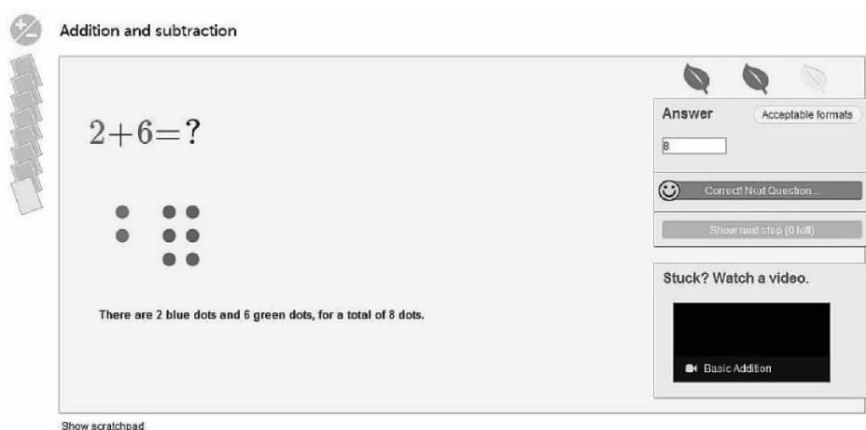 Addition and subtraction
2+6=?
There are 2 blue dots and 6 green dots, for a total of 8 dots.
Answer
Acceptable formats
8
Correct! Next Question...
Show next step (0 left)
Stuck? Watch a video.
Basic Addition
Show scratchpad